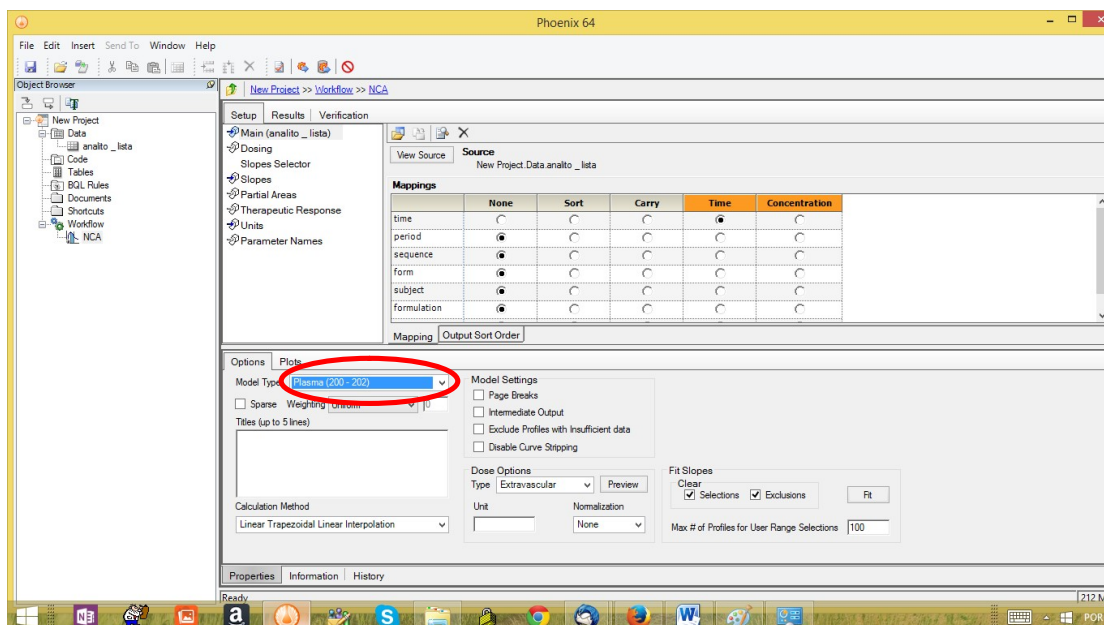 Phoenix 64
File Edit Insert Send To Window Help
Object Browser
New Project >> Workflow >> NCA
New Project
Data
analito _ lista
Code
Tables
BQL Rules
Documents
Shortcuts
Workflow
NCA
Setup Results Verification
Main (analito _ lista)
Dosing
Slopes Selector
Slopes
Partial Areas
Therapeutic Response
Units
Parameter Names
View Source Source
New Project.Data.analito _ lista
Mappings
None Sort Carry Time Concentration
time
period
sequence
form
subject
formulation
Mapping Output Sort Order
Options Plots
Model Type Plasma (200 - 202)
Sparse Weighting Uniform 0
Titles (up to 5 lines)
Calculation Method
Linear Trapezoidal Linear Interpolation
Model Settings
Page Breaks
Intermediate Output
Exclude Profiles with Insufficient data
Disable Curve Stripping
Dose Options
Type Extravascular Preview
Unit Normalization
None
Fit Slopes
Clear
Selections Exclusions Fit
Max # of Profiles for User Range Selections 100
Properties Information History
Ready 212 M
N a S W POR